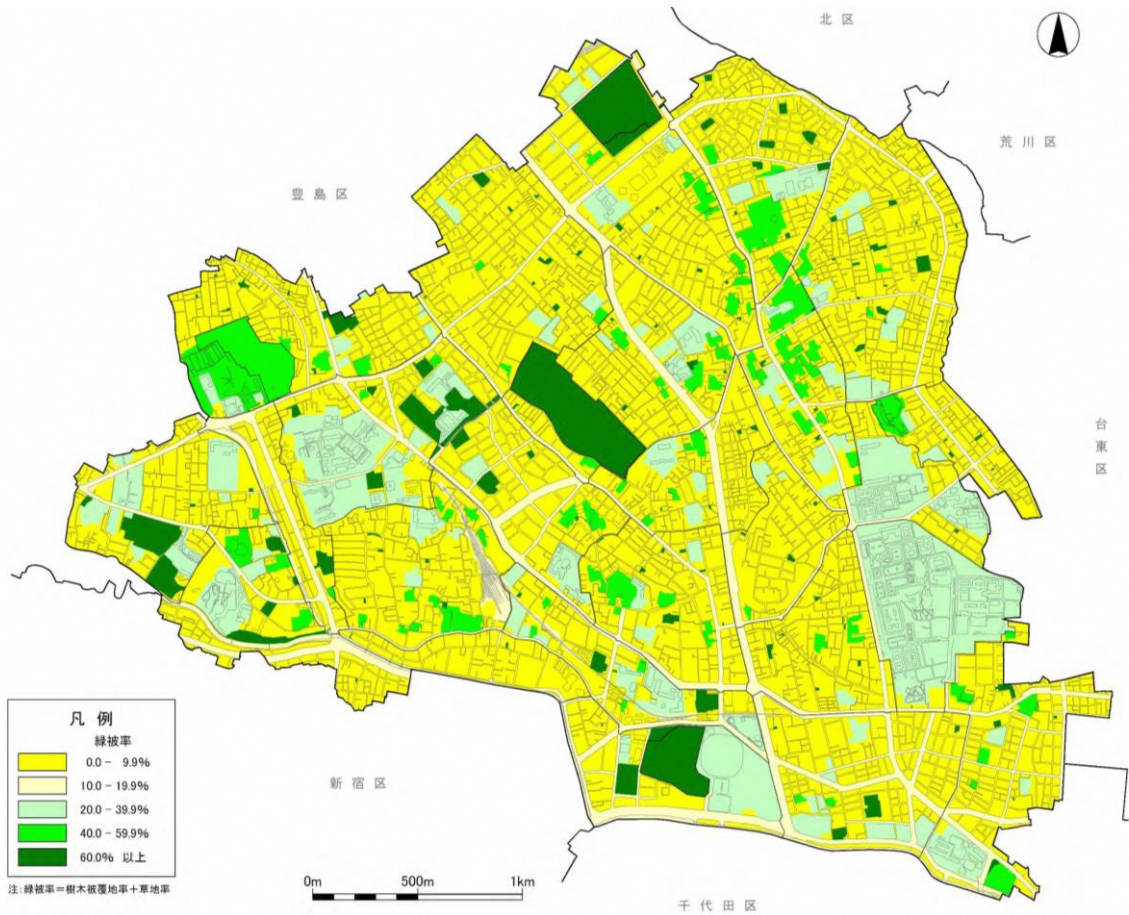 北区
荒川区
豊島区
台東区
新宿区
千代田区
凡例
緑被率
0.0 - 9.9%
10.0 - 19.9%
20.0 - 39.9%
40.0 - 59.9%
60.0% 以上
注:緑被率=樹木被覆地率+草地率
0m 500m 1km